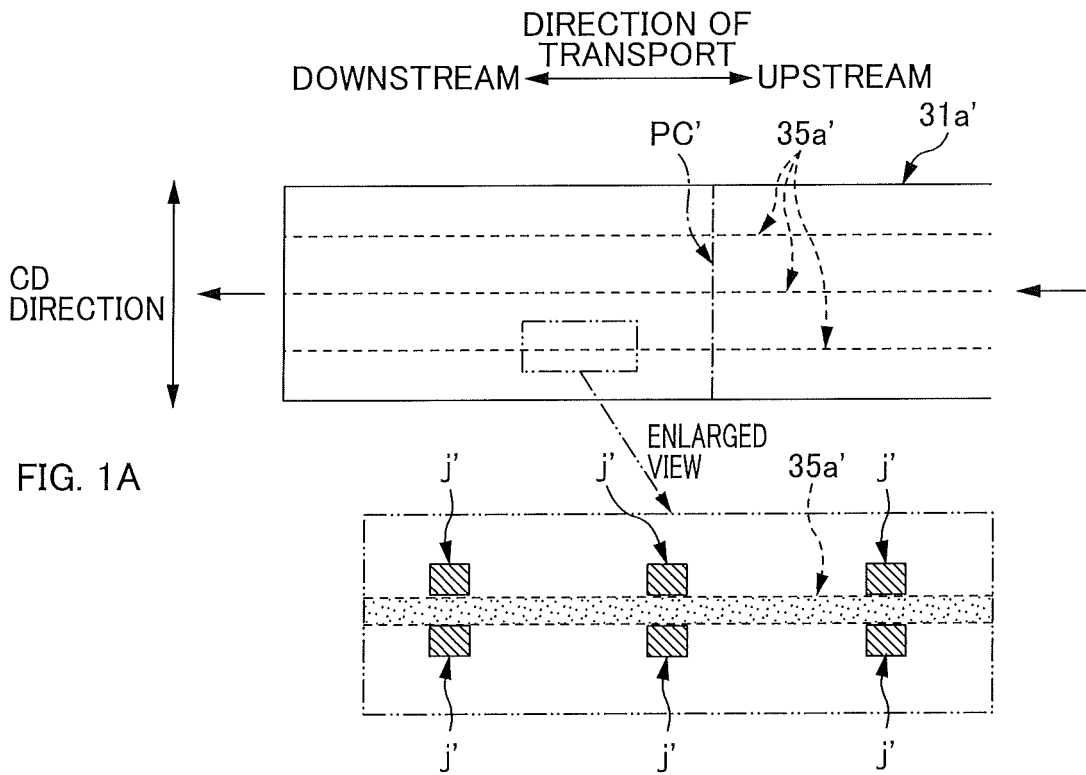 DIRECTION OF
TRANSPORT
DOWNSTREAM
UPSTREAM
PC'
35a'
31a'
CD
DIRECTION
ENLARGED
VIEW
FIG. 1A
j'
j'
35a'
j'
j'
j'
j'